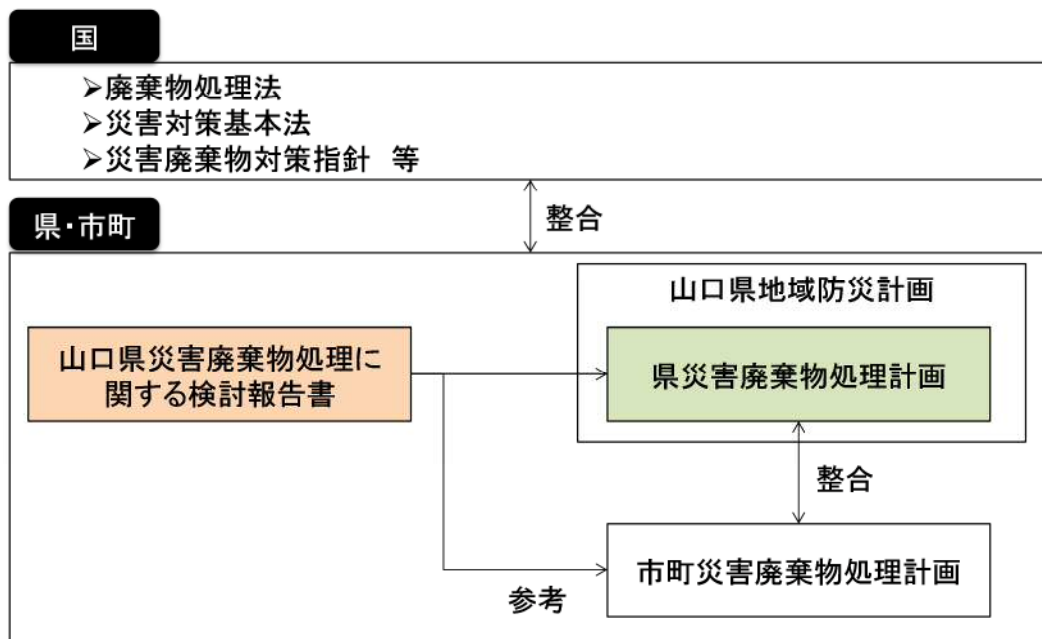 国
➢廃棄物処理法
➢災害対策基本法
➢災害廃棄物対策指針 等
整合
県・市町
山口県地域防災計画
山口県災害廃棄物処理に
関する検討報告書
県災害廃棄物処理計画
整合
市町災害廃棄物処理計画
参考